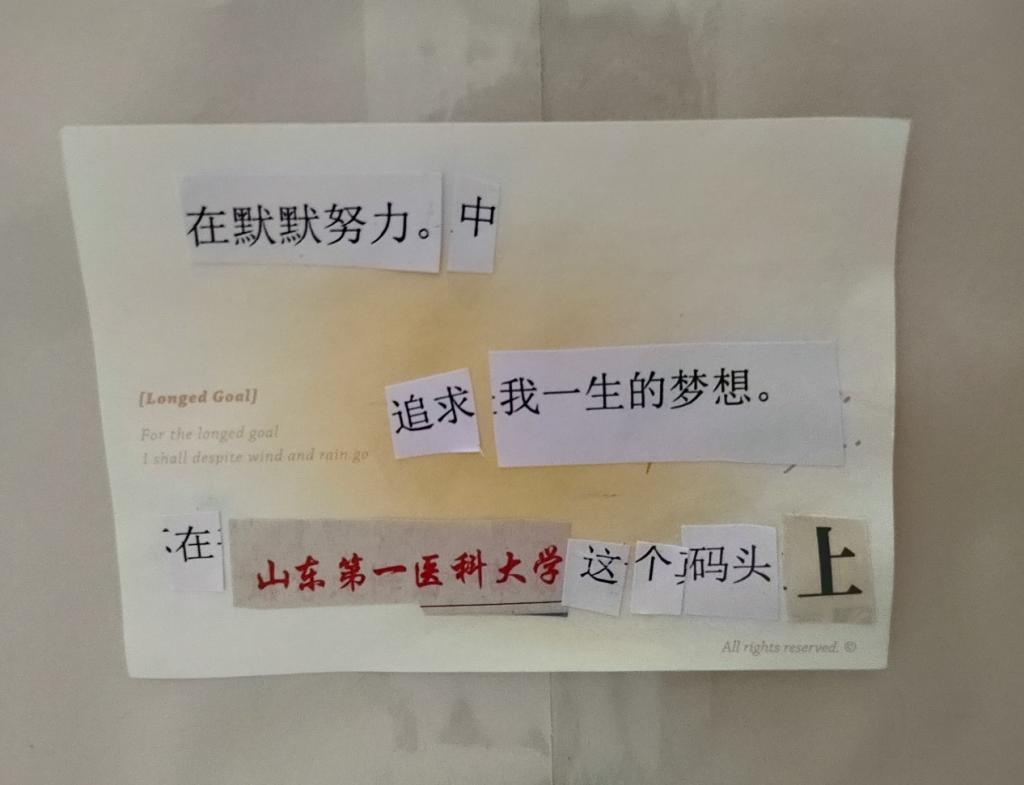 在默默努力。中
追求我一生的梦想。
[Longed Goal]
For the longed goal
I shall despite wind and rain go
在山东第一医科大学这个码头上
All rights reserved. ©